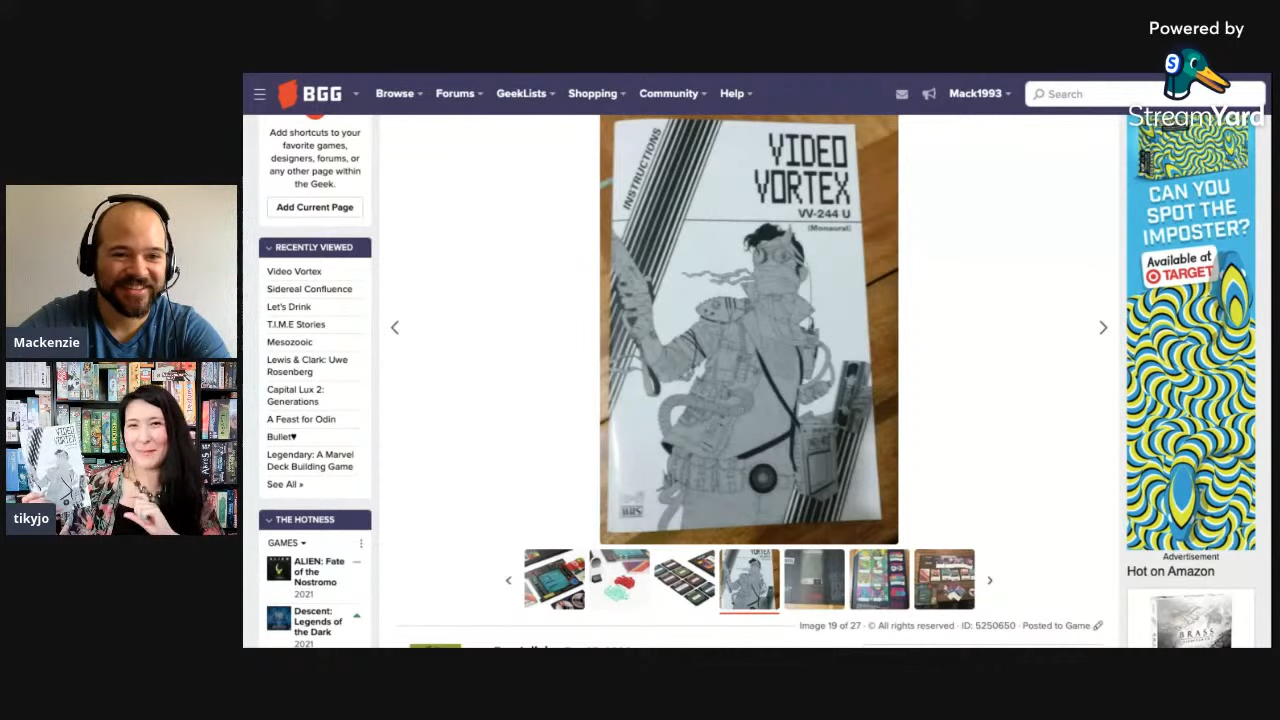 Powered by
StreamYard
BGG
Browse
Forums
GeekLists
Shopping
Community
Help
Mack1993
Search
Add shortcuts to your
favorite games,
designers, forums, or
any other page within
the Geek.
Add Current Page
RECENTLY VIEWED
Video Vortex
Sidereal Confluence
Let's Drink
T.I.M.E Stories
Mesozooic
Lewis & Clark: Uwe
Rosenberg
Capital Lux 2:
Generations
A Feast for Odin
Bullet♥
Legendary: A Marvel
Deck Building Game
See All »
THE HOTNESS
GAMES
ALIEN: Fate
of the
Nostromo
2021
Descent:
Legends of
the Dark
2021
INSTRUCTIONS
VIDEO
VORTEX
VV-244 U
(Monaural)
Image 19 of 27 · © All rights reserved · ID: 5250650 · Posted to Game
CAN YOU
SPOT THE
IMPOSTER?
Available at
TARGET
Advertisement
Hot on Amazon
BRASS
Mackenzie
VIDEO
VORTEX
tikyjo